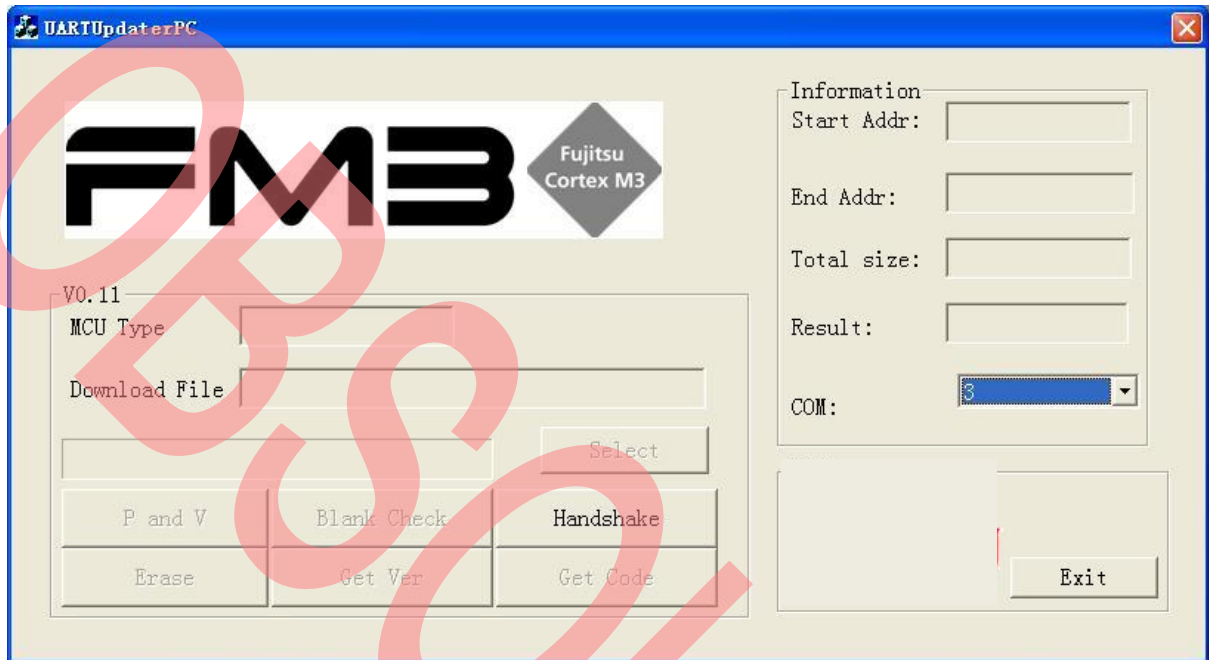 UARTUpdaterPC
FM3
Fujitsu
Cortex M3
Information
Start Addr:
End Addr:
Total size:
Result:
COM:
3
V0.11
MCU Type
Download File
Select
P and V
Blank Check
Handshake
Erase
Get Ver
Get Code
Exit
OBSO